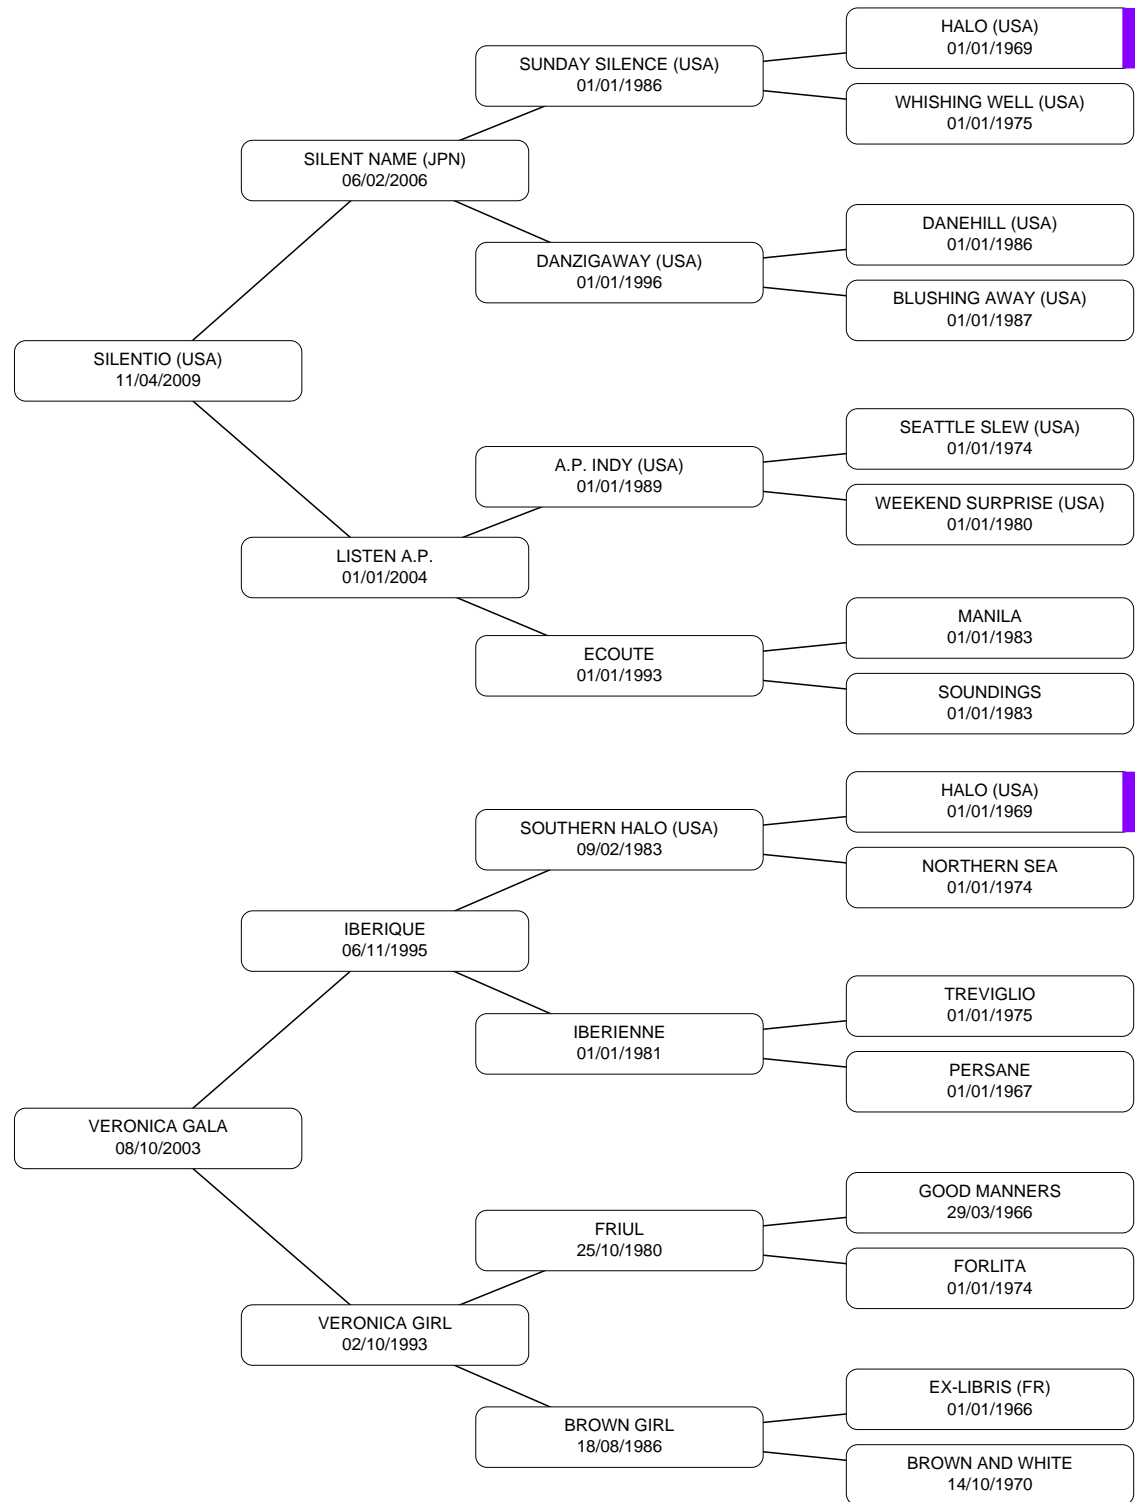 HALO (USA)
01/01/1969
SUNDAY SILENCE (USA)
01/01/1986
WHISHING WELL (USA)
01/01/1975
SILENT NAME (JPN)
06/02/2006
DANEHILL (USA)
01/01/1986
DANZIGAWAY (USA)
01/01/1996
BLUSHING AWAY (USA)
01/01/1987
SILENTIO (USA)
11/04/2009
SEATTLE SLEW (USA)
01/01/1974
A.P. INDY (USA)
01/01/1989
WEEKEND SURPRISE (USA)
01/01/1980
LISTEN A.P.
01/01/2004
MANILA
01/01/1983
ECOUTE
01/01/1993
SOUNDINGS
01/01/1983
HALO (USA)
01/01/1969
SOUTHERN HALO (USA)
09/02/1983
NORTHERN SEA
01/01/1974
IBERIQUE
06/11/1995
TREVIGLIO
01/01/1975
IBERIENNE
01/01/1981
PERSANE
01/01/1967
VERONICA GALA
08/10/2003
GOOD MANNERS
29/03/1966
FRIUL
25/10/1980
FORLITA
01/01/1974
VERONICA GIRL
02/10/1993
EX-LIBRIS (FR)
01/01/1966
BROWN GIRL
18/08/1986
BROWN AND WHITE
14/10/1970